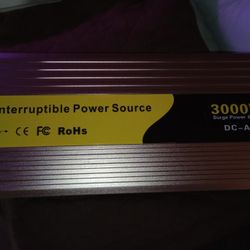 nterruptible Power Source
3000
Surge Power
CE FC RoHs
DC-A